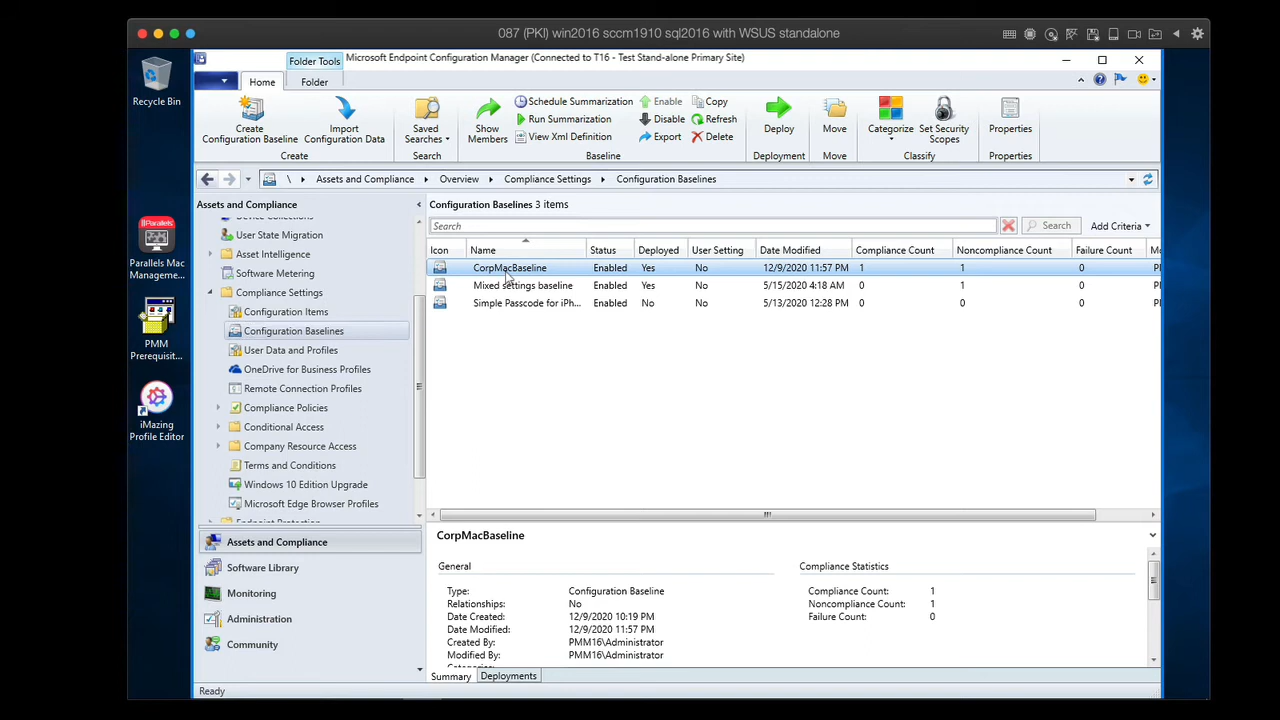 087 (PKI) win2016 sccm1910 sql2016 with WSUS standalone
Recycle Bin
Parallels
Parallels Mac
Manageme...
PMM
Prerequisit...
iMazing
Profile Editor
Folder Tools
Microsoft Endpoint Configuration Manager (Connected to T16 - Test Stand-alone Primary Site)
Home
Folder
Create
Configuration Baseline
Import
Configuration Data
Create
Saved
Searches
Search
Show
Members
Schedule Summarization
Run Summarization
View Xml Definition
Enable
Disable
Export
Copy
Refresh
Delete
Baseline
Deploy
Deployment
Move
Move
Categorize
Set Security
Scopes
Classify
Properties
Properties
\ Assets and Compliance Overview Compliance Settings Configuration Baselines
Assets and Compliance
Device Collections
User State Migration
Asset Intelligence
Software Metering
Compliance Settings
Configuration Items
Configuration Baselines
User Data and Profiles
OneDrive for Business Profiles
Remote Connection Profiles
Compliance Policies
Conditional Access
Company Resource Access
Terms and Conditions
Windows 10 Edition Upgrade
Microsoft Edge Browser Profiles
Endpoint Protection
Assets and Compliance
Software Library
Monitoring
Administration
Community
Configuration Baselines 3 items
Search
Search
Add Criteria
Icon Name Status Deployed User Setting Date Modified Compliance Count Noncompliance Count Failure Count
CorpMacBaseline Enabled Yes No 12/9/2020 11:57 PM 1 1 0
Mixed settings baseline Enabled Yes No 5/15/2020 4:18 AM 0 1 0
Simple Passcode for iPh... Enabled No No 5/13/2020 12:28 PM 0 0 0
CorpMacBaseline
General
Type: Configuration Baseline
Relationships: No
Date Created: 12/9/2020 10:19 PM
Date Modified: 12/9/2020 11:57 PM
Created By: PMM16\Administrator
Modified By: PMM16\Administrator
Compliance Statistics
Compliance Count: 1
Noncompliance Count: 1
Failure Count: 0
Summary
Deployments
Ready